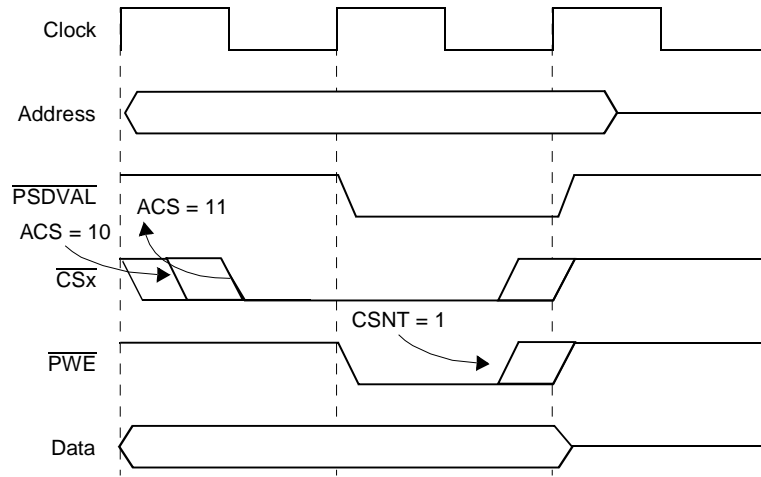 Clock
Address
PSDVAL
ACS = 11
ACS = 10
CSx
CSNT = 1
PWE
Data